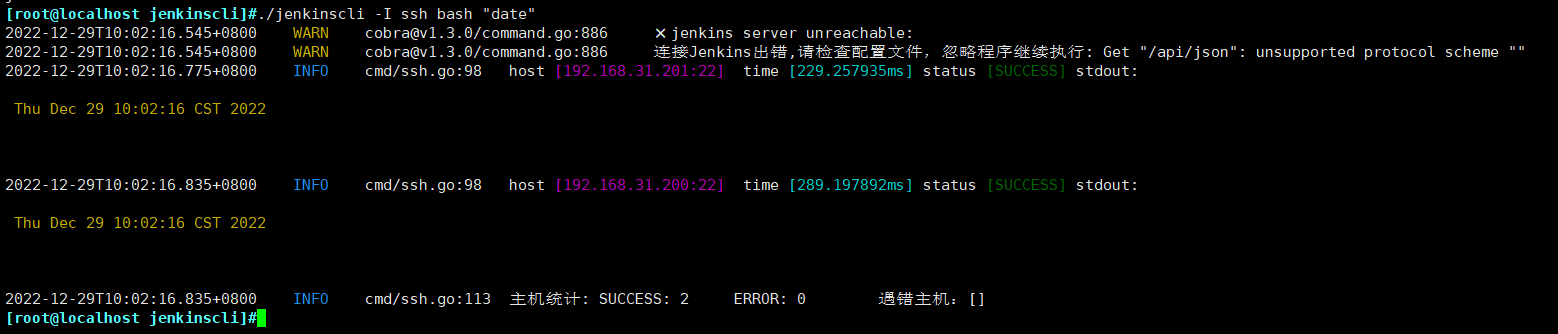 [root@localhost jenkinscli]#./jenkinscli -I ssh bash "date"
2022-12-29T10:02:16.545+0800 WARN cobra@v1.3.0/command.go:886 ❌jenkins server unreachable:
2022-12-29T10:02:16.545+0800 WARN cobra@v1.3.0/command.go:886 连接Jenkins出错,请检查配置文件，忽略程序继续执行: Get "/api/json": unsupported protocol scheme ""
2022-12-29T10:02:16.775+0800 INFO cmd/ssh.go:98 host [192.168.31.201:22] time [229.257935ms] status [SUCCESS] stdout:
Thu Dec 29 10:02:16 CST 2022
2022-12-29T10:02:16.835+0800 INFO cmd/ssh.go:98 host [192.168.31.200:22] time [289.197892ms] status [SUCCESS] stdout:
Thu Dec 29 10:02:16 CST 2022
2022-12-29T10:02:16.835+0800 INFO cmd/ssh.go:113 主机统计: SUCCESS: 2 ERROR: 0 遇错主机：[]
[root@localhost jenkinscli]#